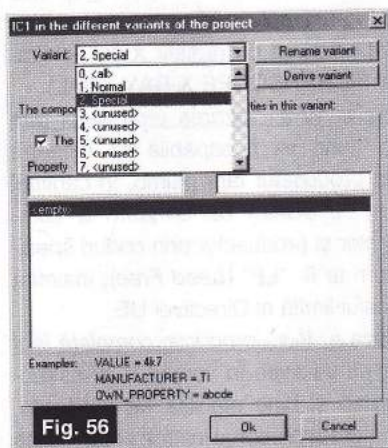 IC1 in the different variants of the project
Variant: 2, Special Rename variant
0, <all> Derive variant
1, Normal
2, Special
The compo 3, <unused> ties in this variant:
4, <unused>
The 5, <unused>
6, <unused>
Property 7, <unused>
<empty>
Examples: VALUE = 4k7
MANUFACTURER = TI
OWN_PROPERTY = abcde
Fig. 56 Ok Cancel